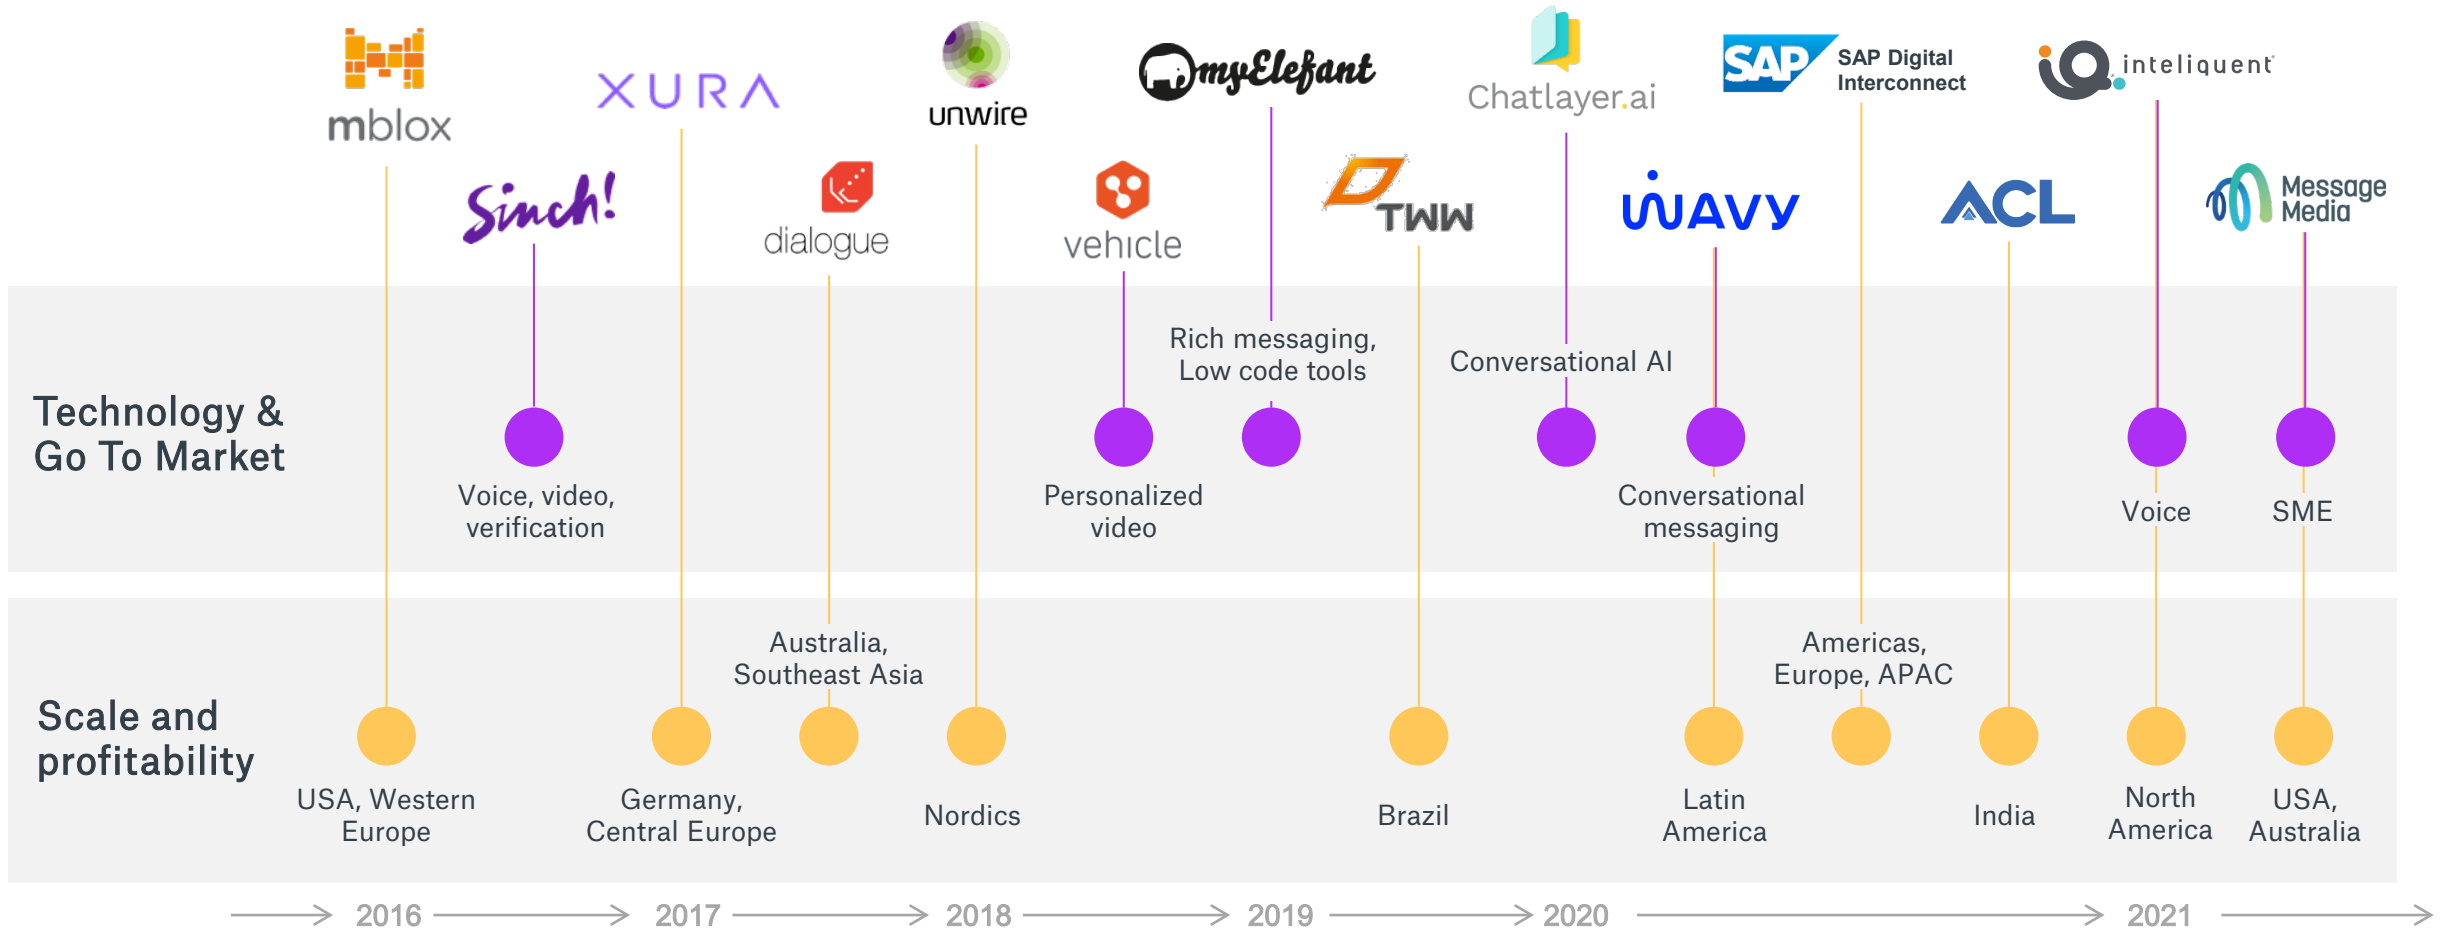 mblox
XURA
unwire
myElefant
Chatlayer.ai
SAP
SAP Digital
Interconnect
inteliquent
Sinch!
dialogue
vehicle
TWW
WAVY
ACL
Message
Media
Technology &
Go To Market
Rich messaging,
Low code tools
Conversational AI
Voice, video,
verification
Personalized
video
Conversational
messaging
Voice
SME
Scale and
profitability
Australia,
Southeast Asia
Americas,
Europe, APAC
USA, Western
Europe
Germany,
Central Europe
Nordics
Brazil
Latin
America
India
North
America
USA,
Australia
2016
2017
2018
2019
2020
2021